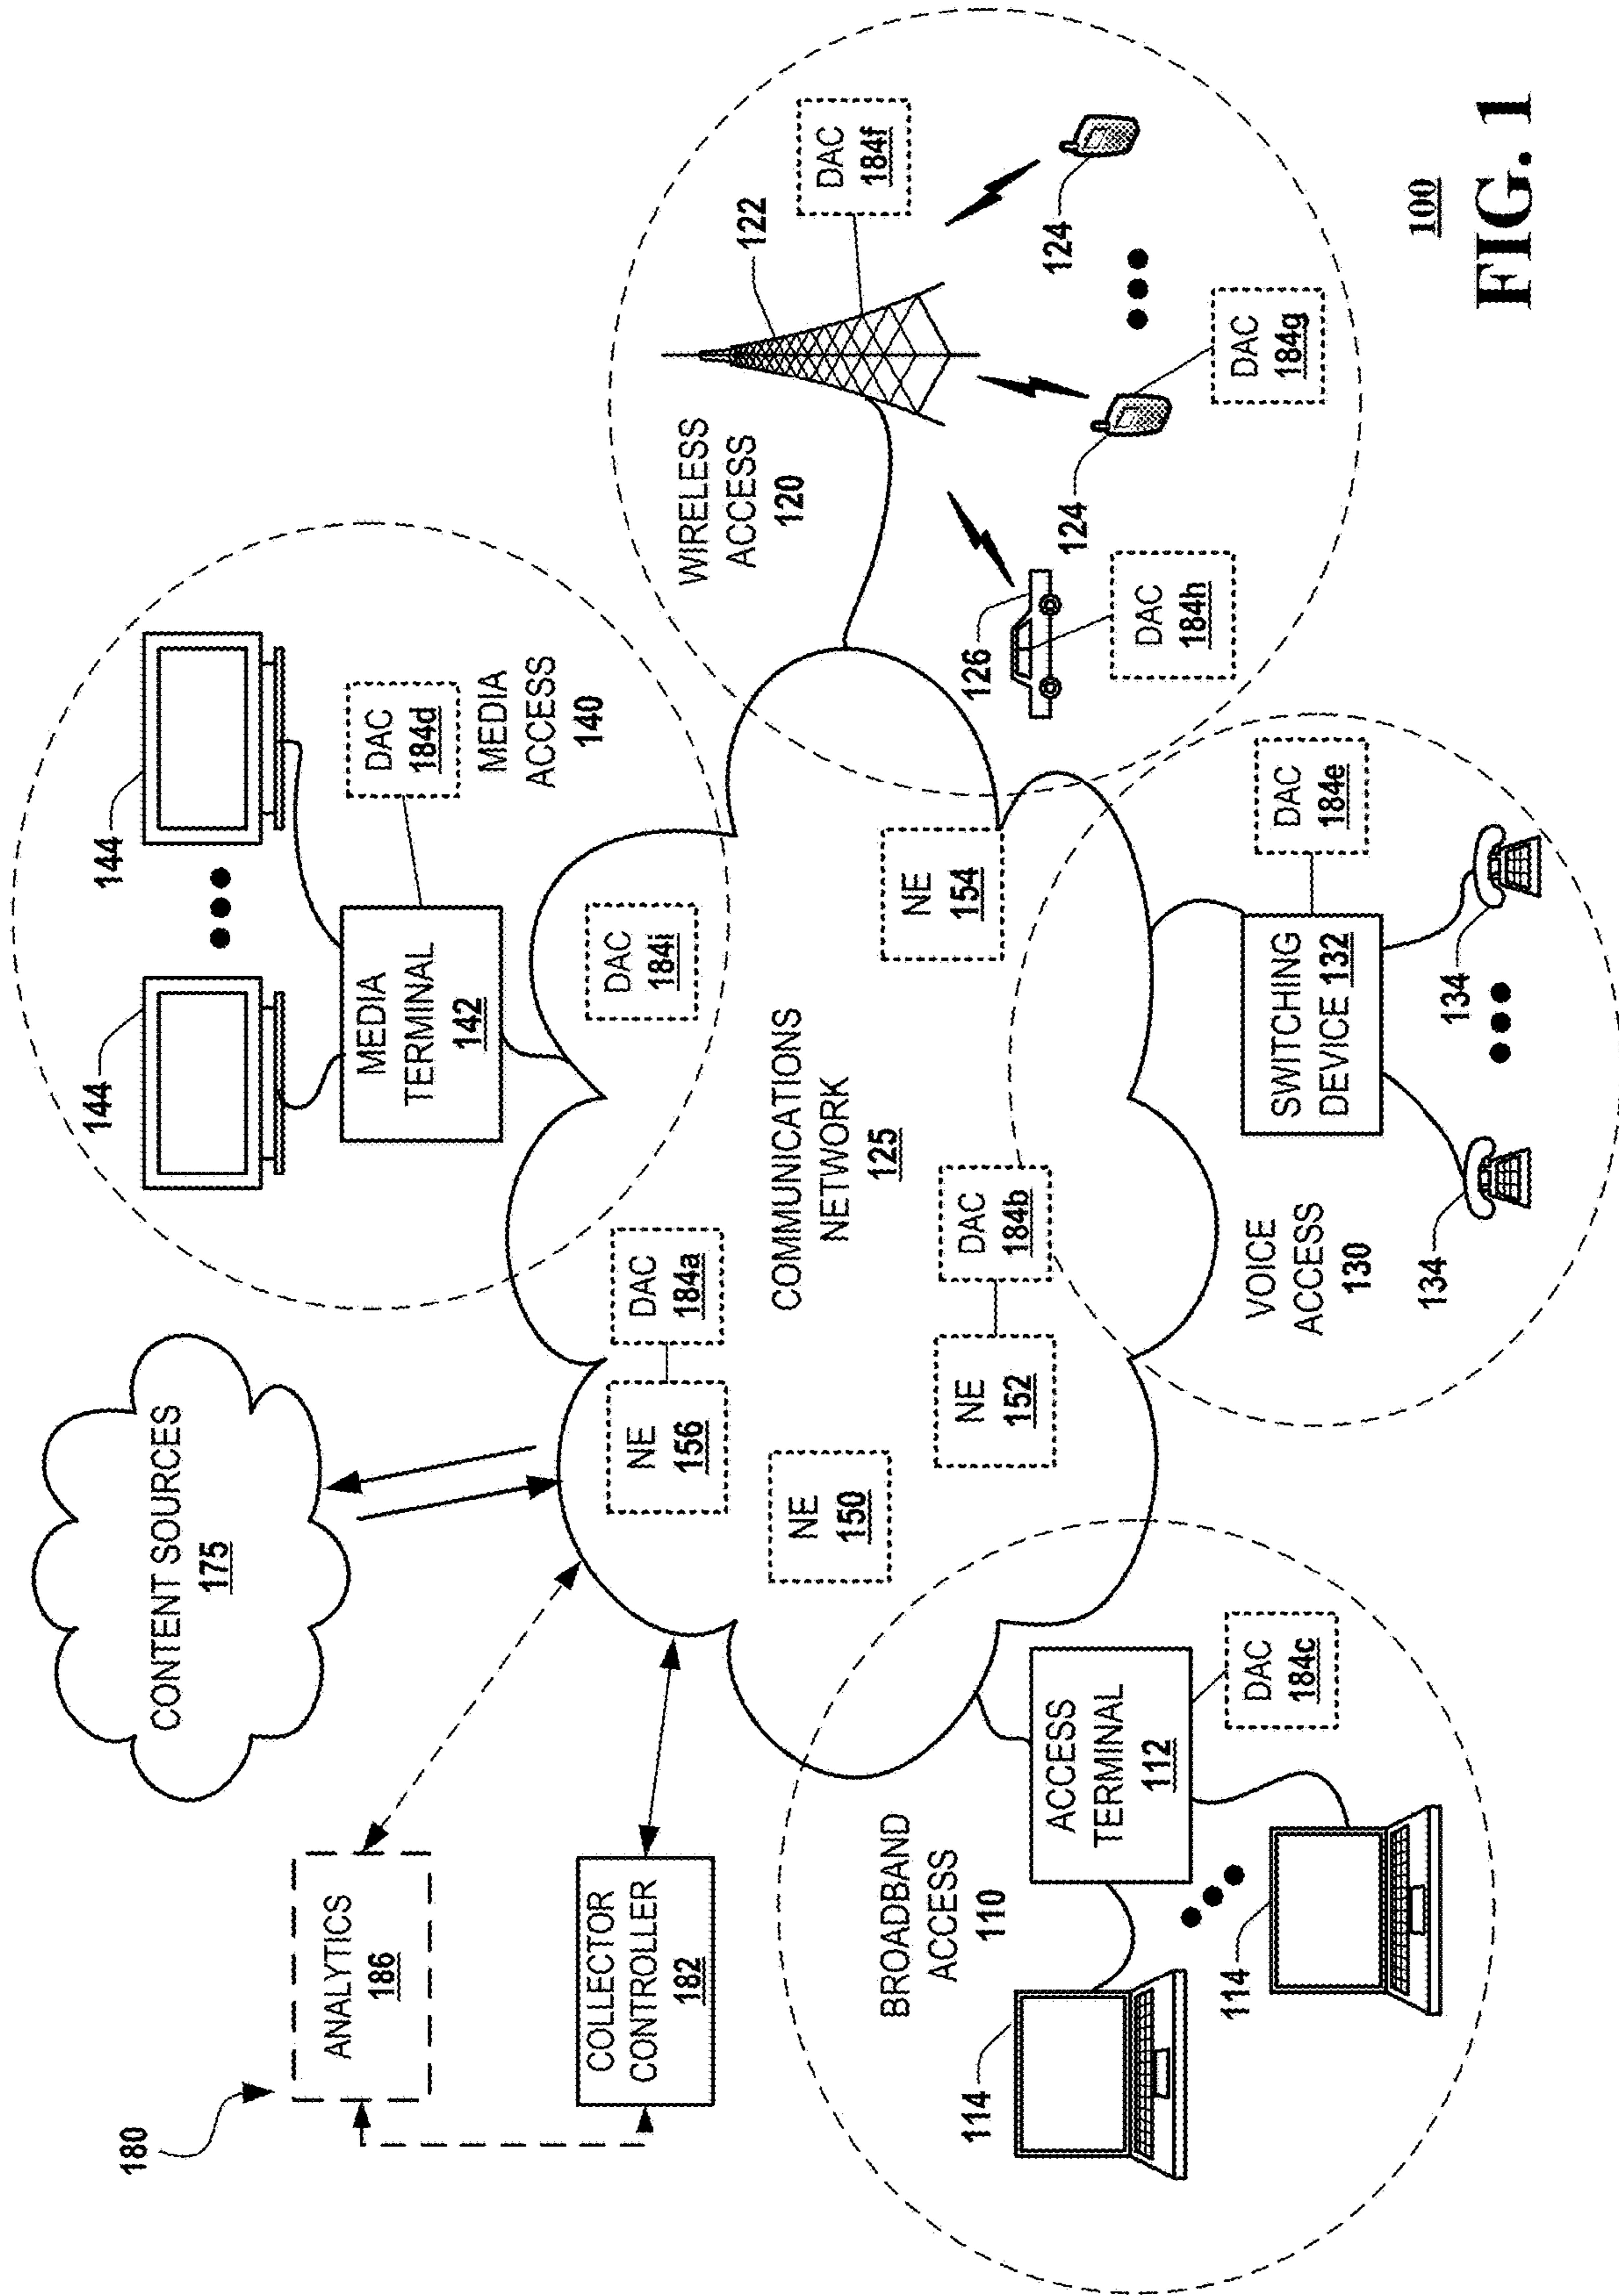 180
ANALYTICS
186
COLLECTOR
CONTROLLER
182
CONTENT SOURCES
175
144
144
MEDIA
TERMINAL
142
DAC
184d
MEDIA
ACCESS
140
DAC
184i
NE
156
DAC
184a
NE
150
COMMUNICATIONS
NETWORK
125
NE
152
DAC
184b
NE
154
WIRELESS
ACCESS
120
122
DAC
184f
124
124
DAC
184g
126
DAC
184h
BROADBAND
ACCESS
110
ACCESS
TERMINAL
112
DAC
184c
114
114
VOICE
ACCESS
130
SWITCHING
DEVICE 132
DAC
184e
134
134
100
FIG. 1